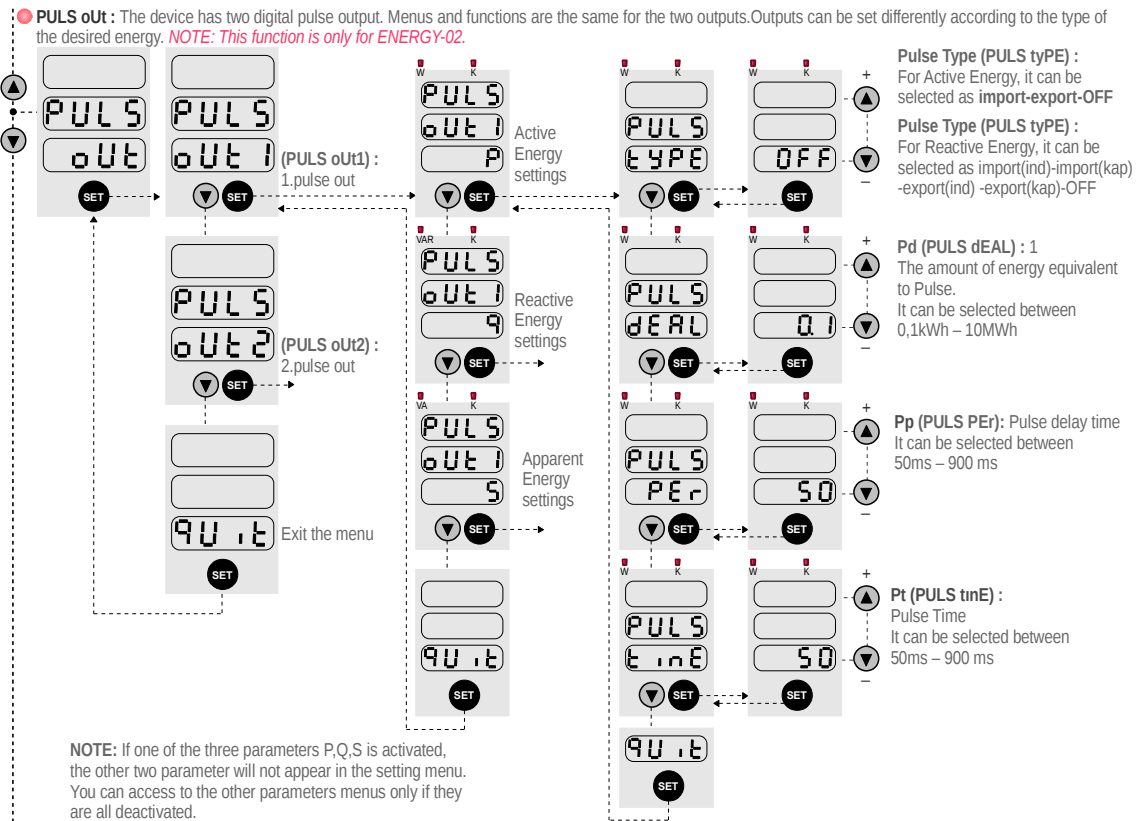 PULS oUt : The device has two digital pulse output. Menus and functions are the same for the two outputs.Outputs can be set differently according to the type of
the desired energy. NOTE: This function is only for ENERGY-02.
PULS
oUt
SET
PULS
oUt 1
SET
(PULS oUt1) :
1.pulse out
W K
PULS
oUt 1
P
SET
Active
Energy
settings
W K
PULS
tYPE
SET
W K
OFF
SET
+
–
Pulse Type (PULS tyPE) :
For Active Energy, it can be
selected as import-export-OFF
Pulse Type (PULS tyPE) :
For Reactive Energy, it can be
selected as import(ind)-import(kap)
-export(ind) -export(kap)-OFF
PULS
oUt 2
SET
(PULS oUt2) :
2.pulse out
VAR K
PULS
oUt 1
q
SET
Reactive
Energy
settings
W K
PULS
dEAL
SET
W K
0.1
SET
+
–
Pd (PULS dEAL) : 1
The amount of energy equivalent
to Pulse.
It can be selected between
0,1kWh – 10MWh
qUit
SET
Exit the menu
VA K
PULS
oUt 1
S
SET
Apparent
Energy
settings
W K
PULS
PEr
SET
W K
50
SET
+
–
Pp (PULS PEr): Pulse delay time
It can be selected between
50ms – 900 ms
qUit
SET
W K
PULS
tinE
SET
W K
50
SET
+
–
Pt (PULS tınE) :
Pulse Time
It can be selected between
50ms – 900 ms
qUit
SET
NOTE: If one of the three parameters P,Q,S is activated,
the other two parameter will not appear in the setting menu.
You can access to the other parameters menus only if they
are all deactivated.